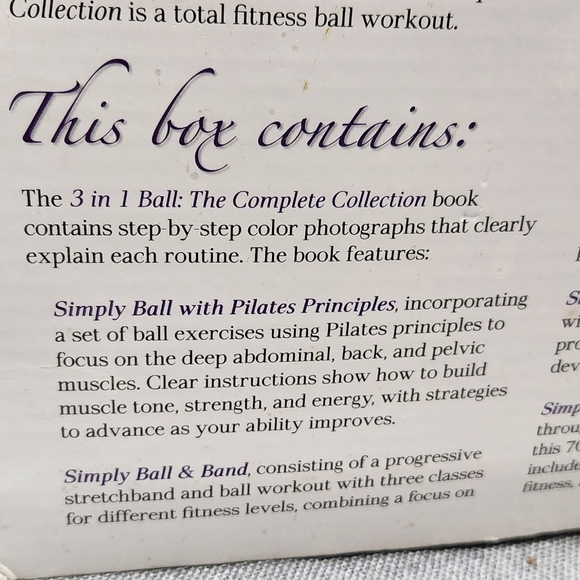 Collection is a total fitness ball workout.
This box contains:
The 3 in 1 Ball: The Complete Collection book
contains step-by-step color photographs that clearly
explain each routine. The book features:
Simply Ball with Pilates Principles, incorporating
a set of ball exercises using Pilates principles to
focus on the deep abdominal, back, and pelvic
muscles. Clear instructions show how to build
muscle tone, strength, and energy, with strategies
to advance as your ability improves.
Simply Ball & Band, consisting of a progressive
stretchband and ball workout with three classes
for different fitness levels, combining a focus on
this 70
fitness,